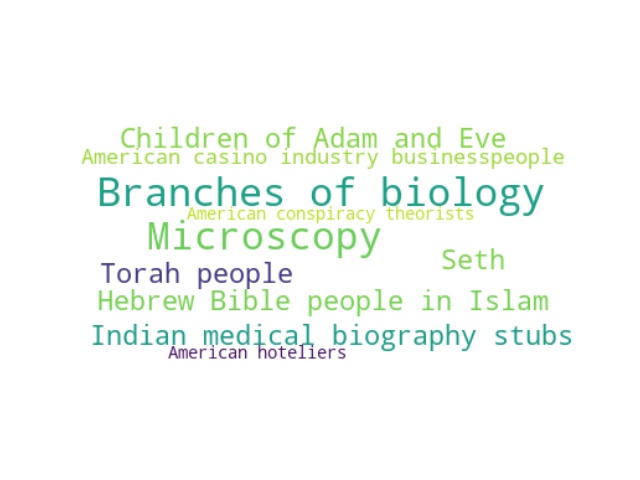 Children of Adam and Eve
American casino industry businesspeople
Branches of biology
American conspiracy theorists
Microscopy
Seth
Torah people
Hebrew Bible people in Islam
Indian medical biography stubs
American hoteliers